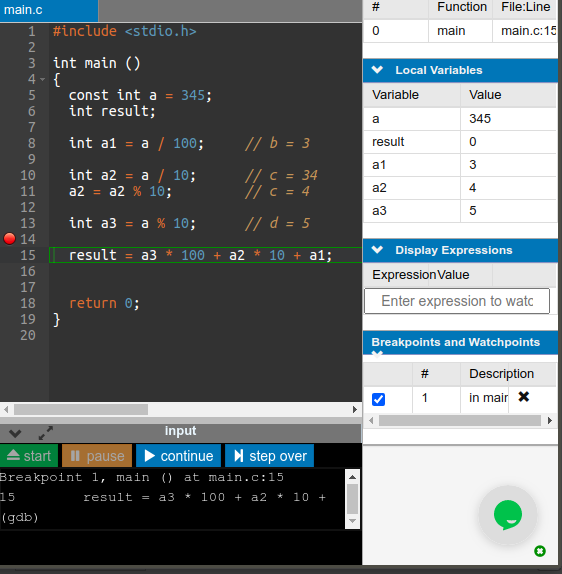 main.c
1 #include <stdio.h>
2
3 int main ()
4 {
5 const int a = 345;
6 int result;
7
8 int a1 = a / 100; // b = 3
9
10 int a2 = a / 10; // c = 34
11 a2 = a2 % 10; // c = 4
12
13 int a3 = a % 10; // d = 5
14
15 result = a3 * 100 + a2 * 10 + a1;
16
17
18 return 0;
19 }
20
input
start pause continue step over
Breakpoint 1, main () at main.c:15
15 result = a3 * 100 + a2 * 10 +
(gdb)
# Function File:Line
0 main main.c:15
Local Variables
Variable Value
a 345
result 0
a1 3
a2 4
a3 5
Display Expressions
Expression Value
Enter expression to watc
Breakpoints and Watchpoints
# Description
1 in main